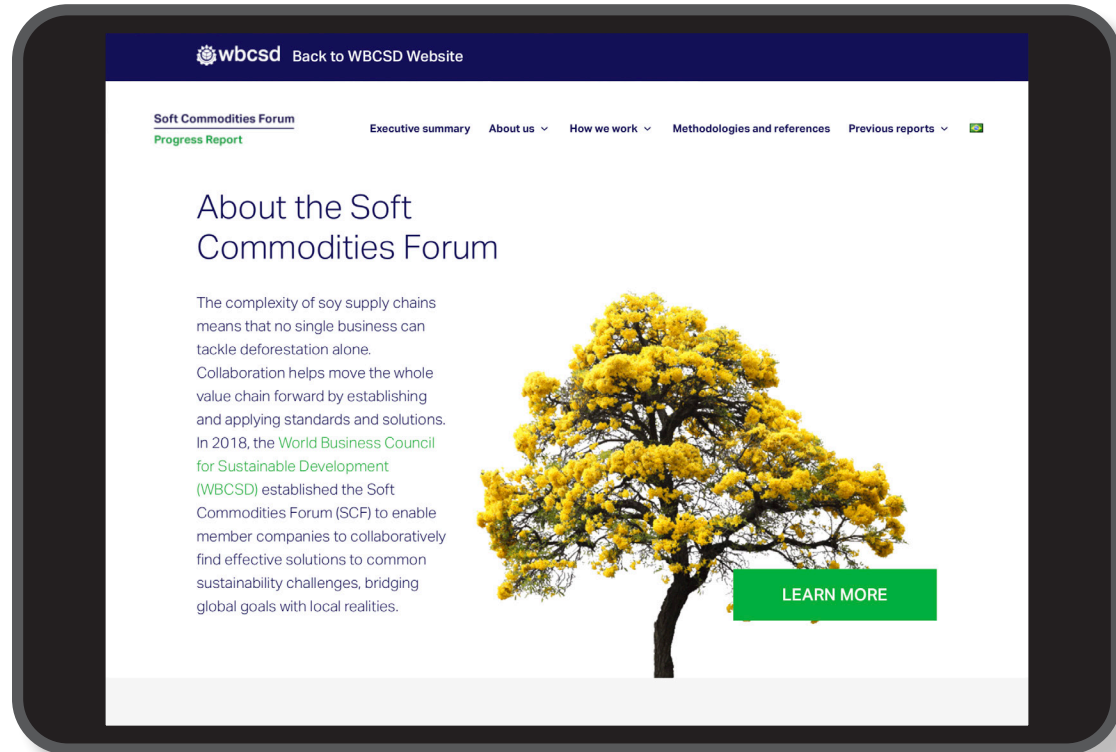 wbcsd Back to WBCSD Website
Soft Commodities Forum
Progress Report
Executive summary About us How we work Methodologies and references Previous reports
About the Soft
Commodities Forum
The complexity of soy supply chains
means that no single business can
tackle deforestation alone.
Collaboration helps move the whole
value chain forward by establishing
and applying standards and solutions.
In 2018, the World Business Council
for Sustainable Development
(WBCSD) established the Soft
Commodities Forum (SCF) to enable
member companies to collaboratively
find effective solutions to common
sustainability challenges, bridging
global goals with local realities.
LEARN MORE